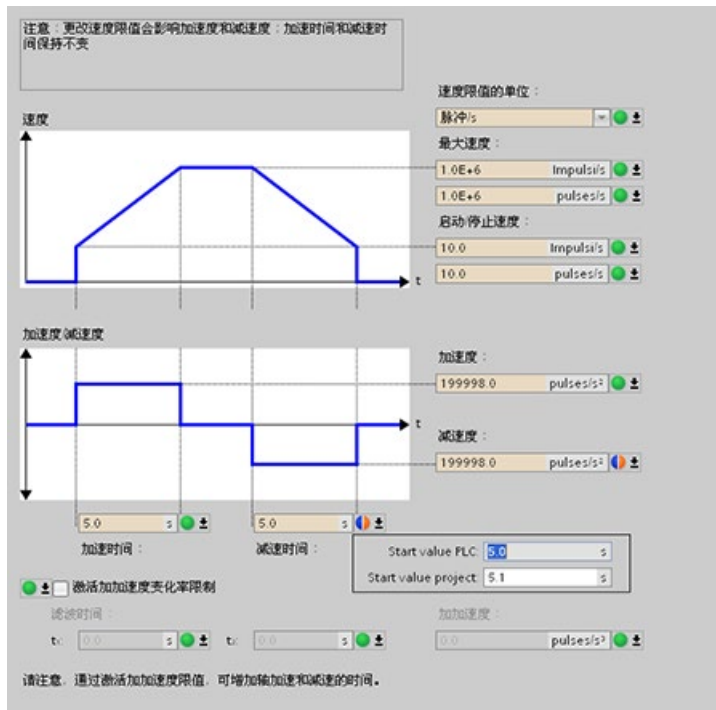 注意：更改速度限值会影响加速度和减速度：加速时间和减速时
间保持不变
速度限值的单位：
脉冲/s
速度
最大速度：
1.0E+6 Impulsi/s
1.0E+6 pulses/s
启动/停止速度：
10.0 Impulsi/s
t
10.0 pulses/s
加速度/减速度
加速度：
199998.0 pulses/s²
t
减速度：
199998.0 pulses/s²
5.0 s 5.0 s
加速时间： 减速时间：
Start value PLC: 5.0 s
Start value project: 5.1 s
激活加加速度变化率限制
滤波时间： 加加速度：
t: 0.0 s t: 0.0 s 0.0 pulses/s³
请注意，通过激活加加速度限值，可增加轴加速和减速的时间。